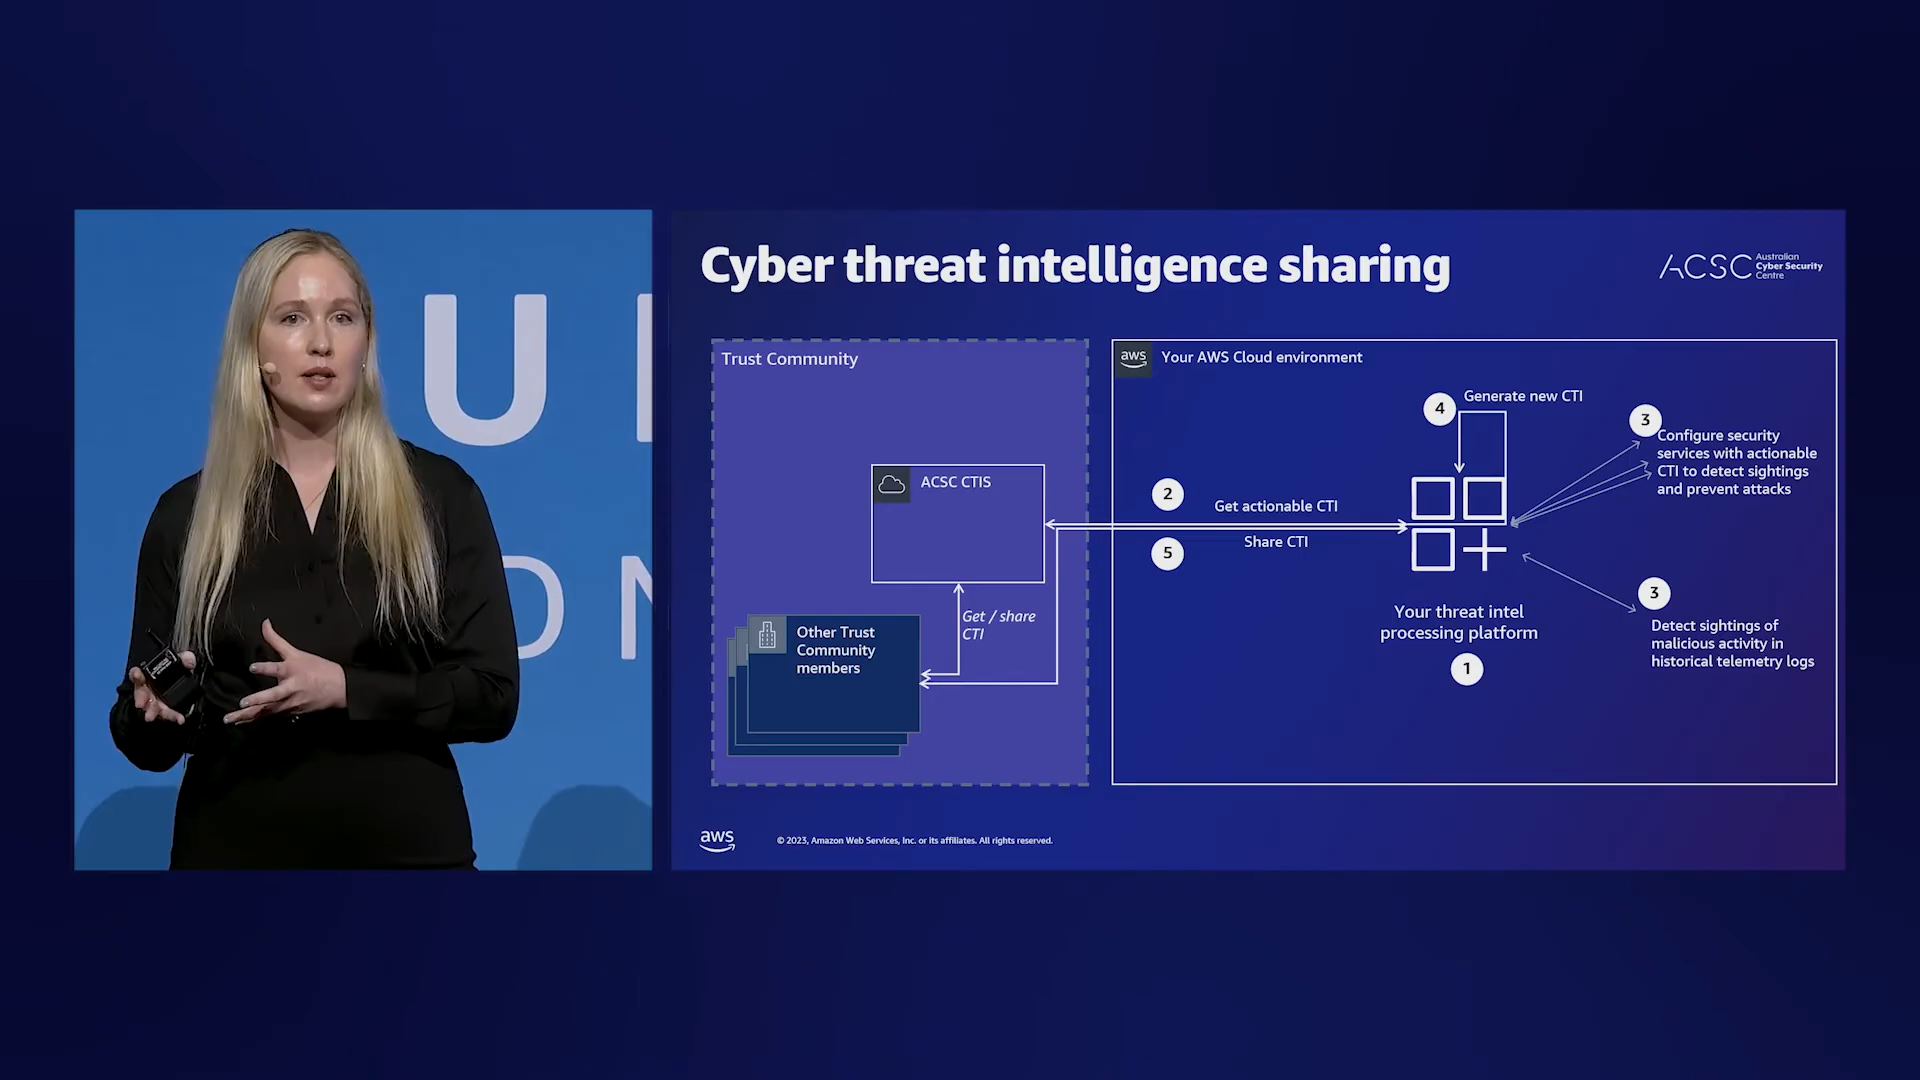 U
ON
Cyber threat intelligence sharing
ACSC
Australian
Cyber Security
Centre
Trust Community
ACSC CTIS
Get / share
CTI
Other Trust
Community
members
aws
Your AWS Cloud environment
2
Get actionable CTI
5
Share CTI
4
Generate new CTI
3
Configure security
services with actionable
CTI to detect sightings
and prevent attacks
Your threat intel
processing platform
1
3
Detect sightings of
malicious activity in
historical telemetry logs
aws
© 2023, Amazon Web Services, Inc. or its affiliates. All rights reserved.